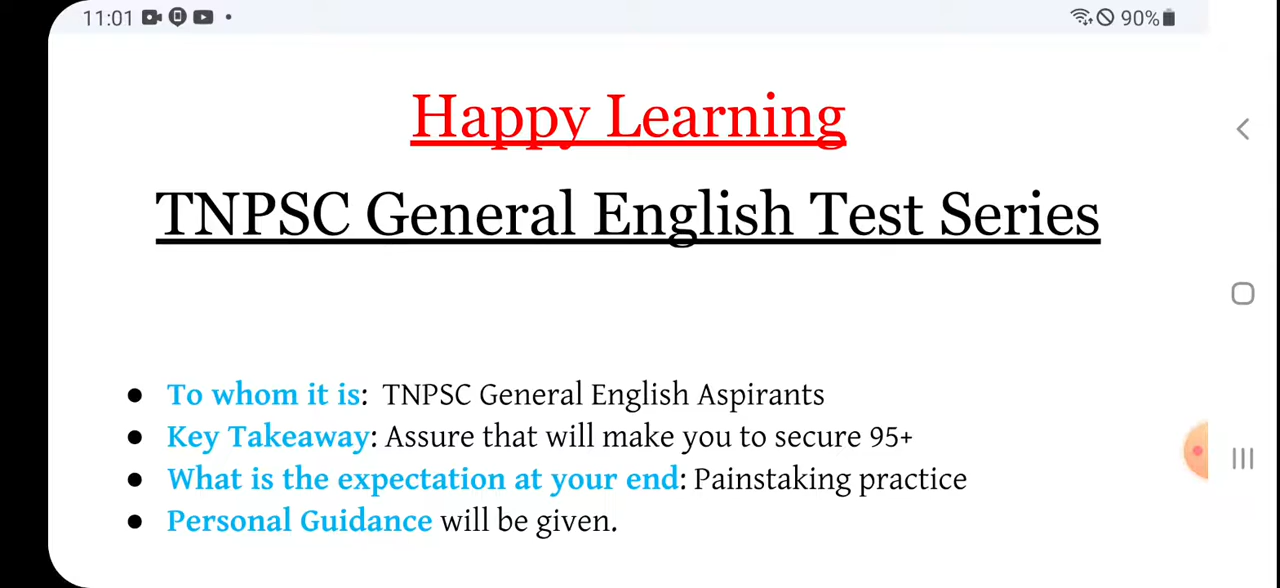 11:01 90%
Happy Learning
TNPSC General English Test Series
● To whom it is: TNPSC General English Aspirants
● Key Takeaway: Assure that will make you to secure 95+
● What is the expectation at your end: Painstaking practice
● Personal Guidance will be given.